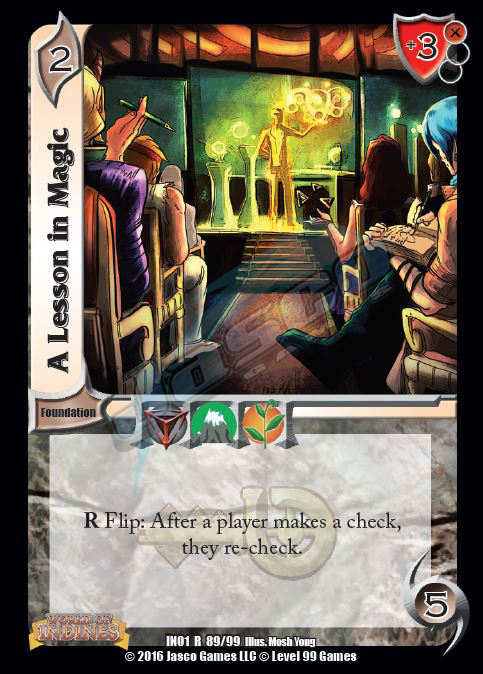 2
+3
A Lesson in Magic
Foundation
R Flip: After a player makes a check,
they re-check.
5
WORLD OF
INDINES
IN01 R 89/99 Illus. Mosh Yong
© 2016 Jasco Games LLC © Level 99 Games